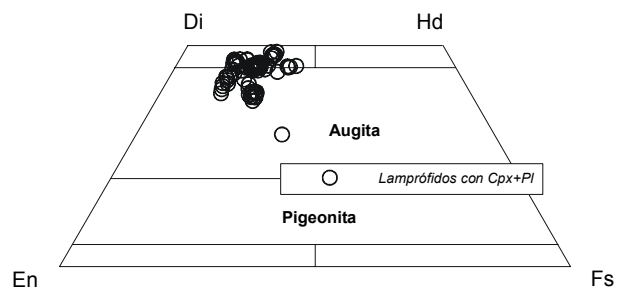 Di
Hd
Augita
Lamprófidos con Cpx+Pl
Pigeonita
En
Fs